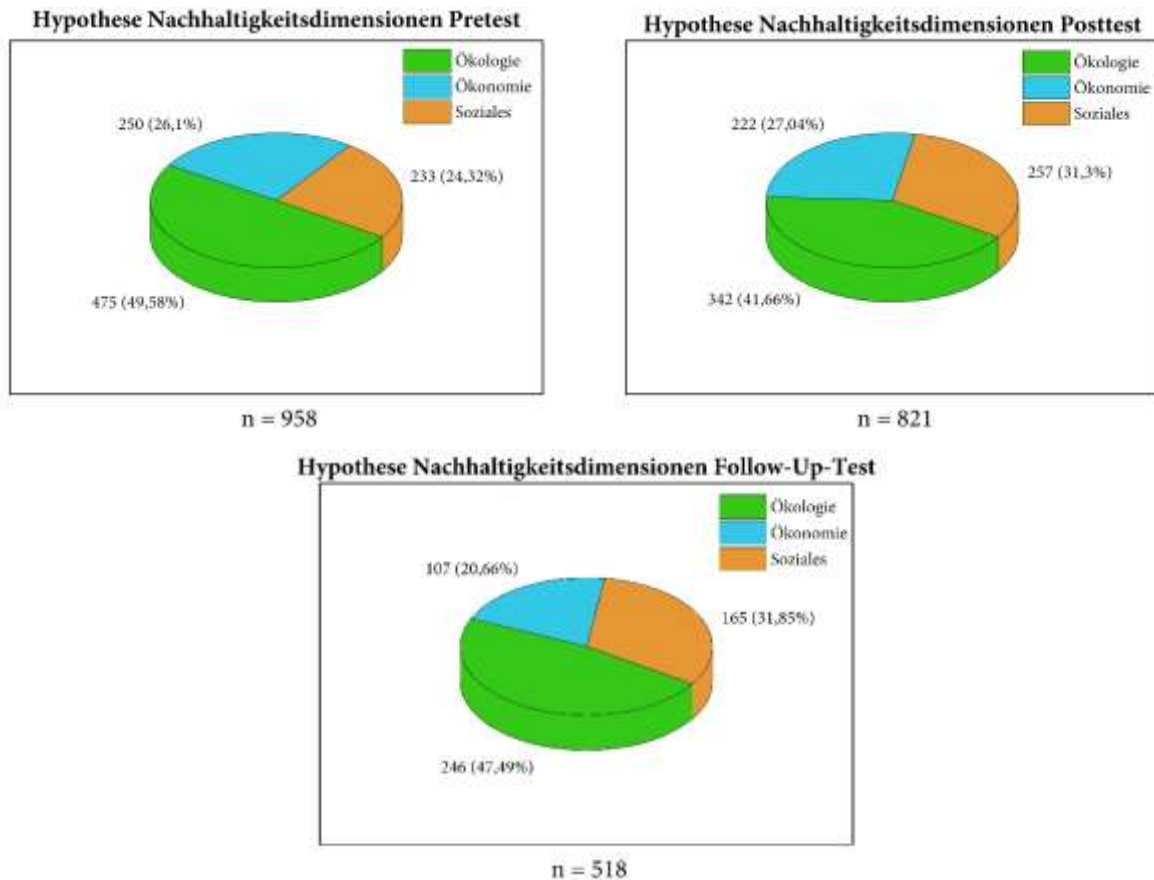 Hypothese Nachhaltigkeitsdimensionen Pretest
Ökologie
Ökonomie
Soziales
250 (26,1%)
233 (24,32%)
475 (49,58%)
n = 958
Hypothese Nachhaltigkeitsdimensionen Posttest
Ökologie
Ökonomie
Soziales
222 (27,04%)
257 (31,3%)
342 (41,66%)
n = 821
Hypothese Nachhaltigkeitsdimensionen Follow-Up-Test
Ökologie
Ökonomie
Soziales
107 (20,66%)
165 (31,85%)
246 (47,49%)
n = 518